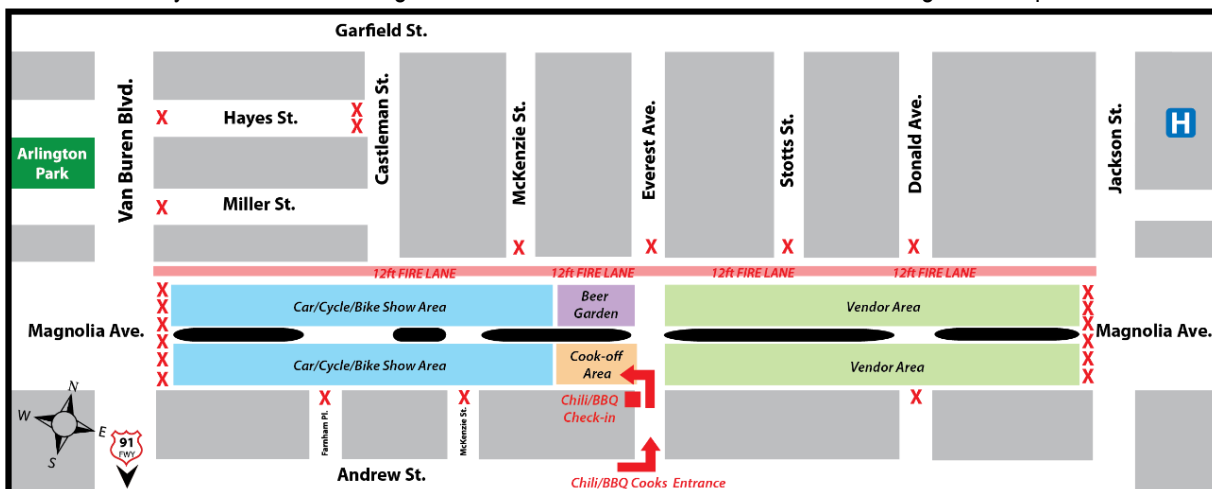 Garfield St.
Van Buren Blvd.
Hayes St.
X
X
X
Castleman St.
McKenzie St.
Everest Ave.
Stotts St.
Donald Ave.
Jackson St.
H
Arlington
Park
X
Miller St.
X
X
X
X
12ft FIRE LANE
12ft FIRE LANE
12ft FIRE LANE
12ft FIRE LANE
Car/Cycle/Bike Show Area
Beer
Garden
Vendor Area
Magnolia Ave.
X
X
X
X
X
X
X
X
X
X
X
X
Magnolia Ave.
Car/Cycle/Bike Show Area
Cook-off
Area
Vendor Area
X
X
X
Chili/BBQ
Check-in
Farnham Pl.
McKenzie St.
N
W
E
S
91
FWY
Andrew St.
Chili/BBQ Cooks Entrance